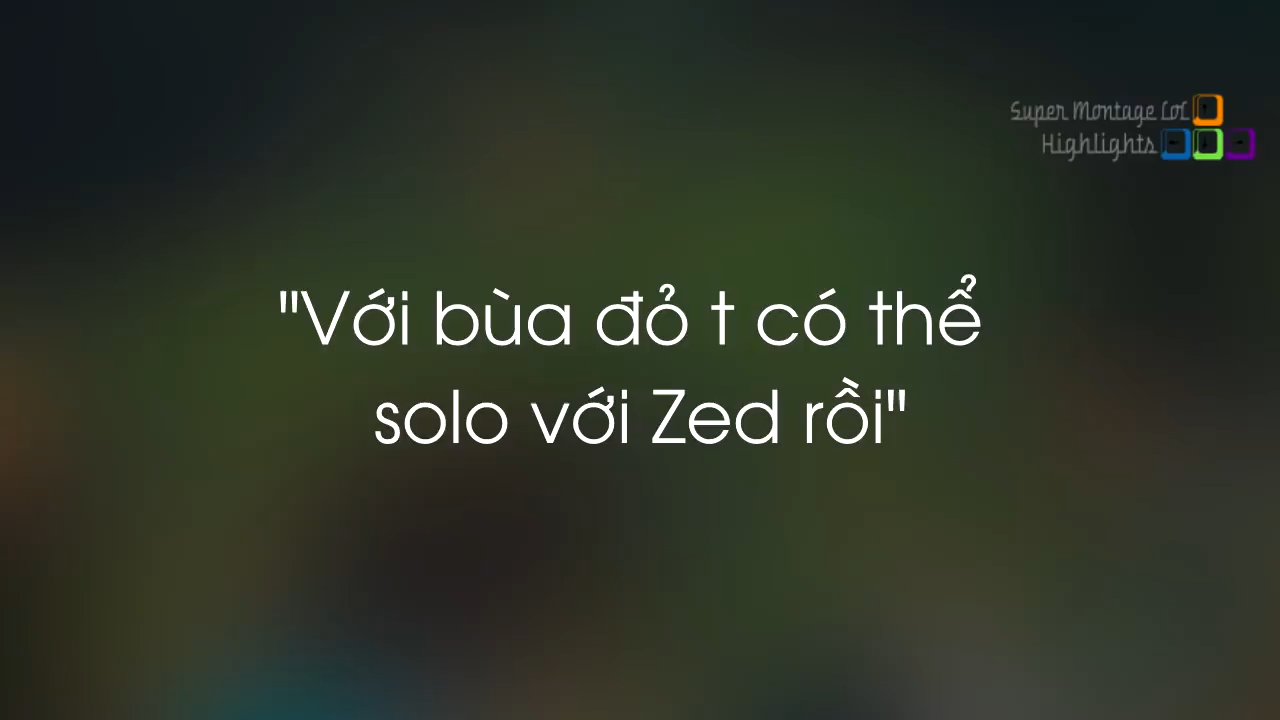 Super Montage LoL
Highlights
"Với bùa đỏ t có thể
solo với Zed rồi"